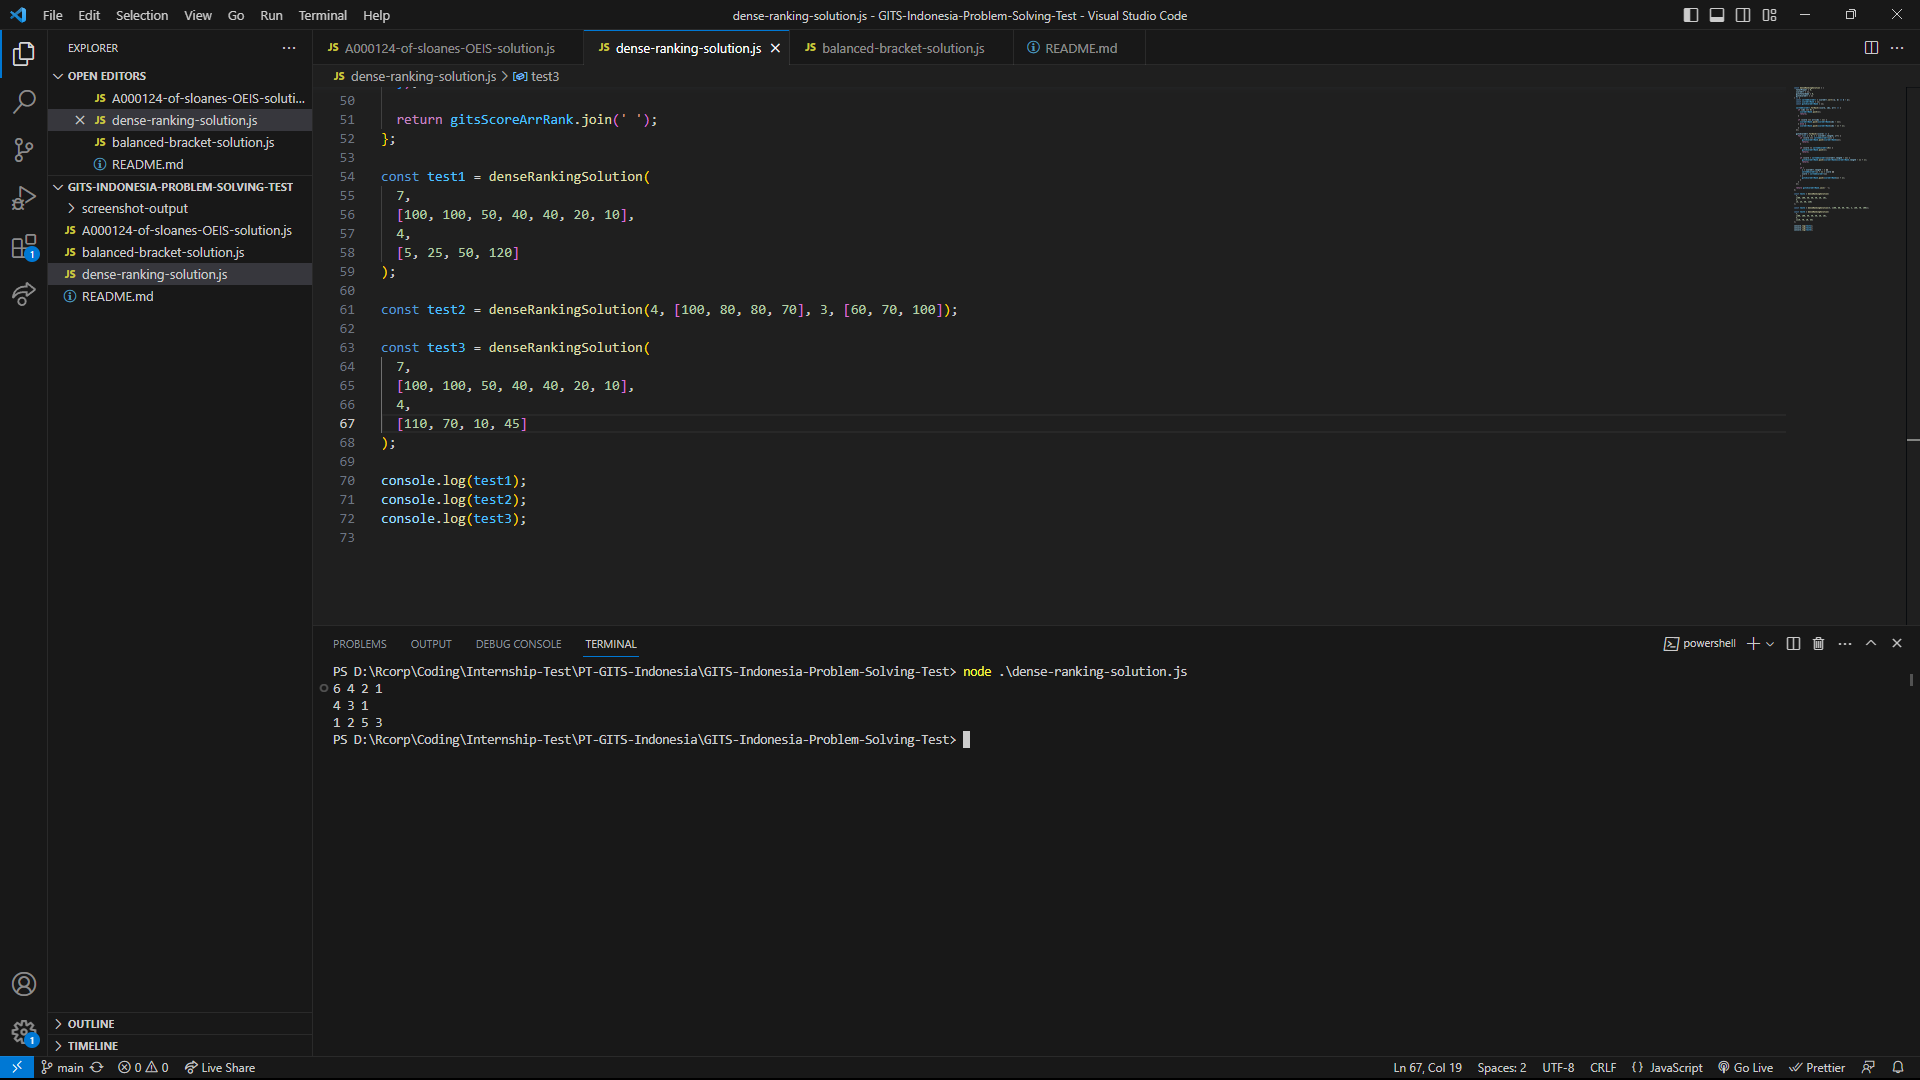 File Edit Selection View Go Run Terminal Help
dense-ranking-solution.js - GITS-Indonesia-Problem-Solving-Test - Visual Studio Code
EXPLORER
OPEN EDITORS
JS A000124-of-sloanes-OEIS-soluti...
JS dense-ranking-solution.js
JS balanced-bracket-solution.js
README.md
GITS-INDONESIA-PROBLEM-SOLVING-TEST
screenshot-output
JS A000124-of-sloanes-OEIS-solution.js
JS balanced-bracket-solution.js
JS dense-ranking-solution.js
README.md
OUTLINE
TIMELINE
1
1
JS A000124-of-sloanes-OEIS-solution.js
JS dense-ranking-solution.js
JS balanced-bracket-solution.js
README.md
JS dense-ranking-solution.js > test3
50
51 return gitsScoreArrRank.join(' ');
52 };
53
54 const test1 = denseRankingSolution(
55 7,
56 [100, 100, 50, 40, 40, 20, 10],
57 4,
58 [5, 25, 50, 120]
59 );
60
61 const test2 = denseRankingSolution(4, [100, 80, 80, 70], 3, [60, 70, 100]);
62
63 const test3 = denseRankingSolution(
64 7,
65 [100, 100, 50, 40, 40, 20, 10],
66 4,
67 [110, 70, 10, 45]
68 );
69
70 console.log(test1);
71 console.log(test2);
72 console.log(test3);
73
PROBLEMS OUTPUT DEBUG CONSOLE TERMINAL
powershell
PS D:\Rcorp\Coding\Internship-Test\PT-GITS-Indonesia\GITS-Indonesia-Problem-Solving-Test> node .\dense-ranking-solution.js
6 4 2 1
4 3 1
1 2 5 3
PS D:\Rcorp\Coding\Internship-Test\PT-GITS-Indonesia\GITS-Indonesia-Problem-Solving-Test>
main 0 0 Live Share
Ln 67, Col 19 Spaces: 2 UTF-8 CRLF {} JavaScript Go Live Prettier